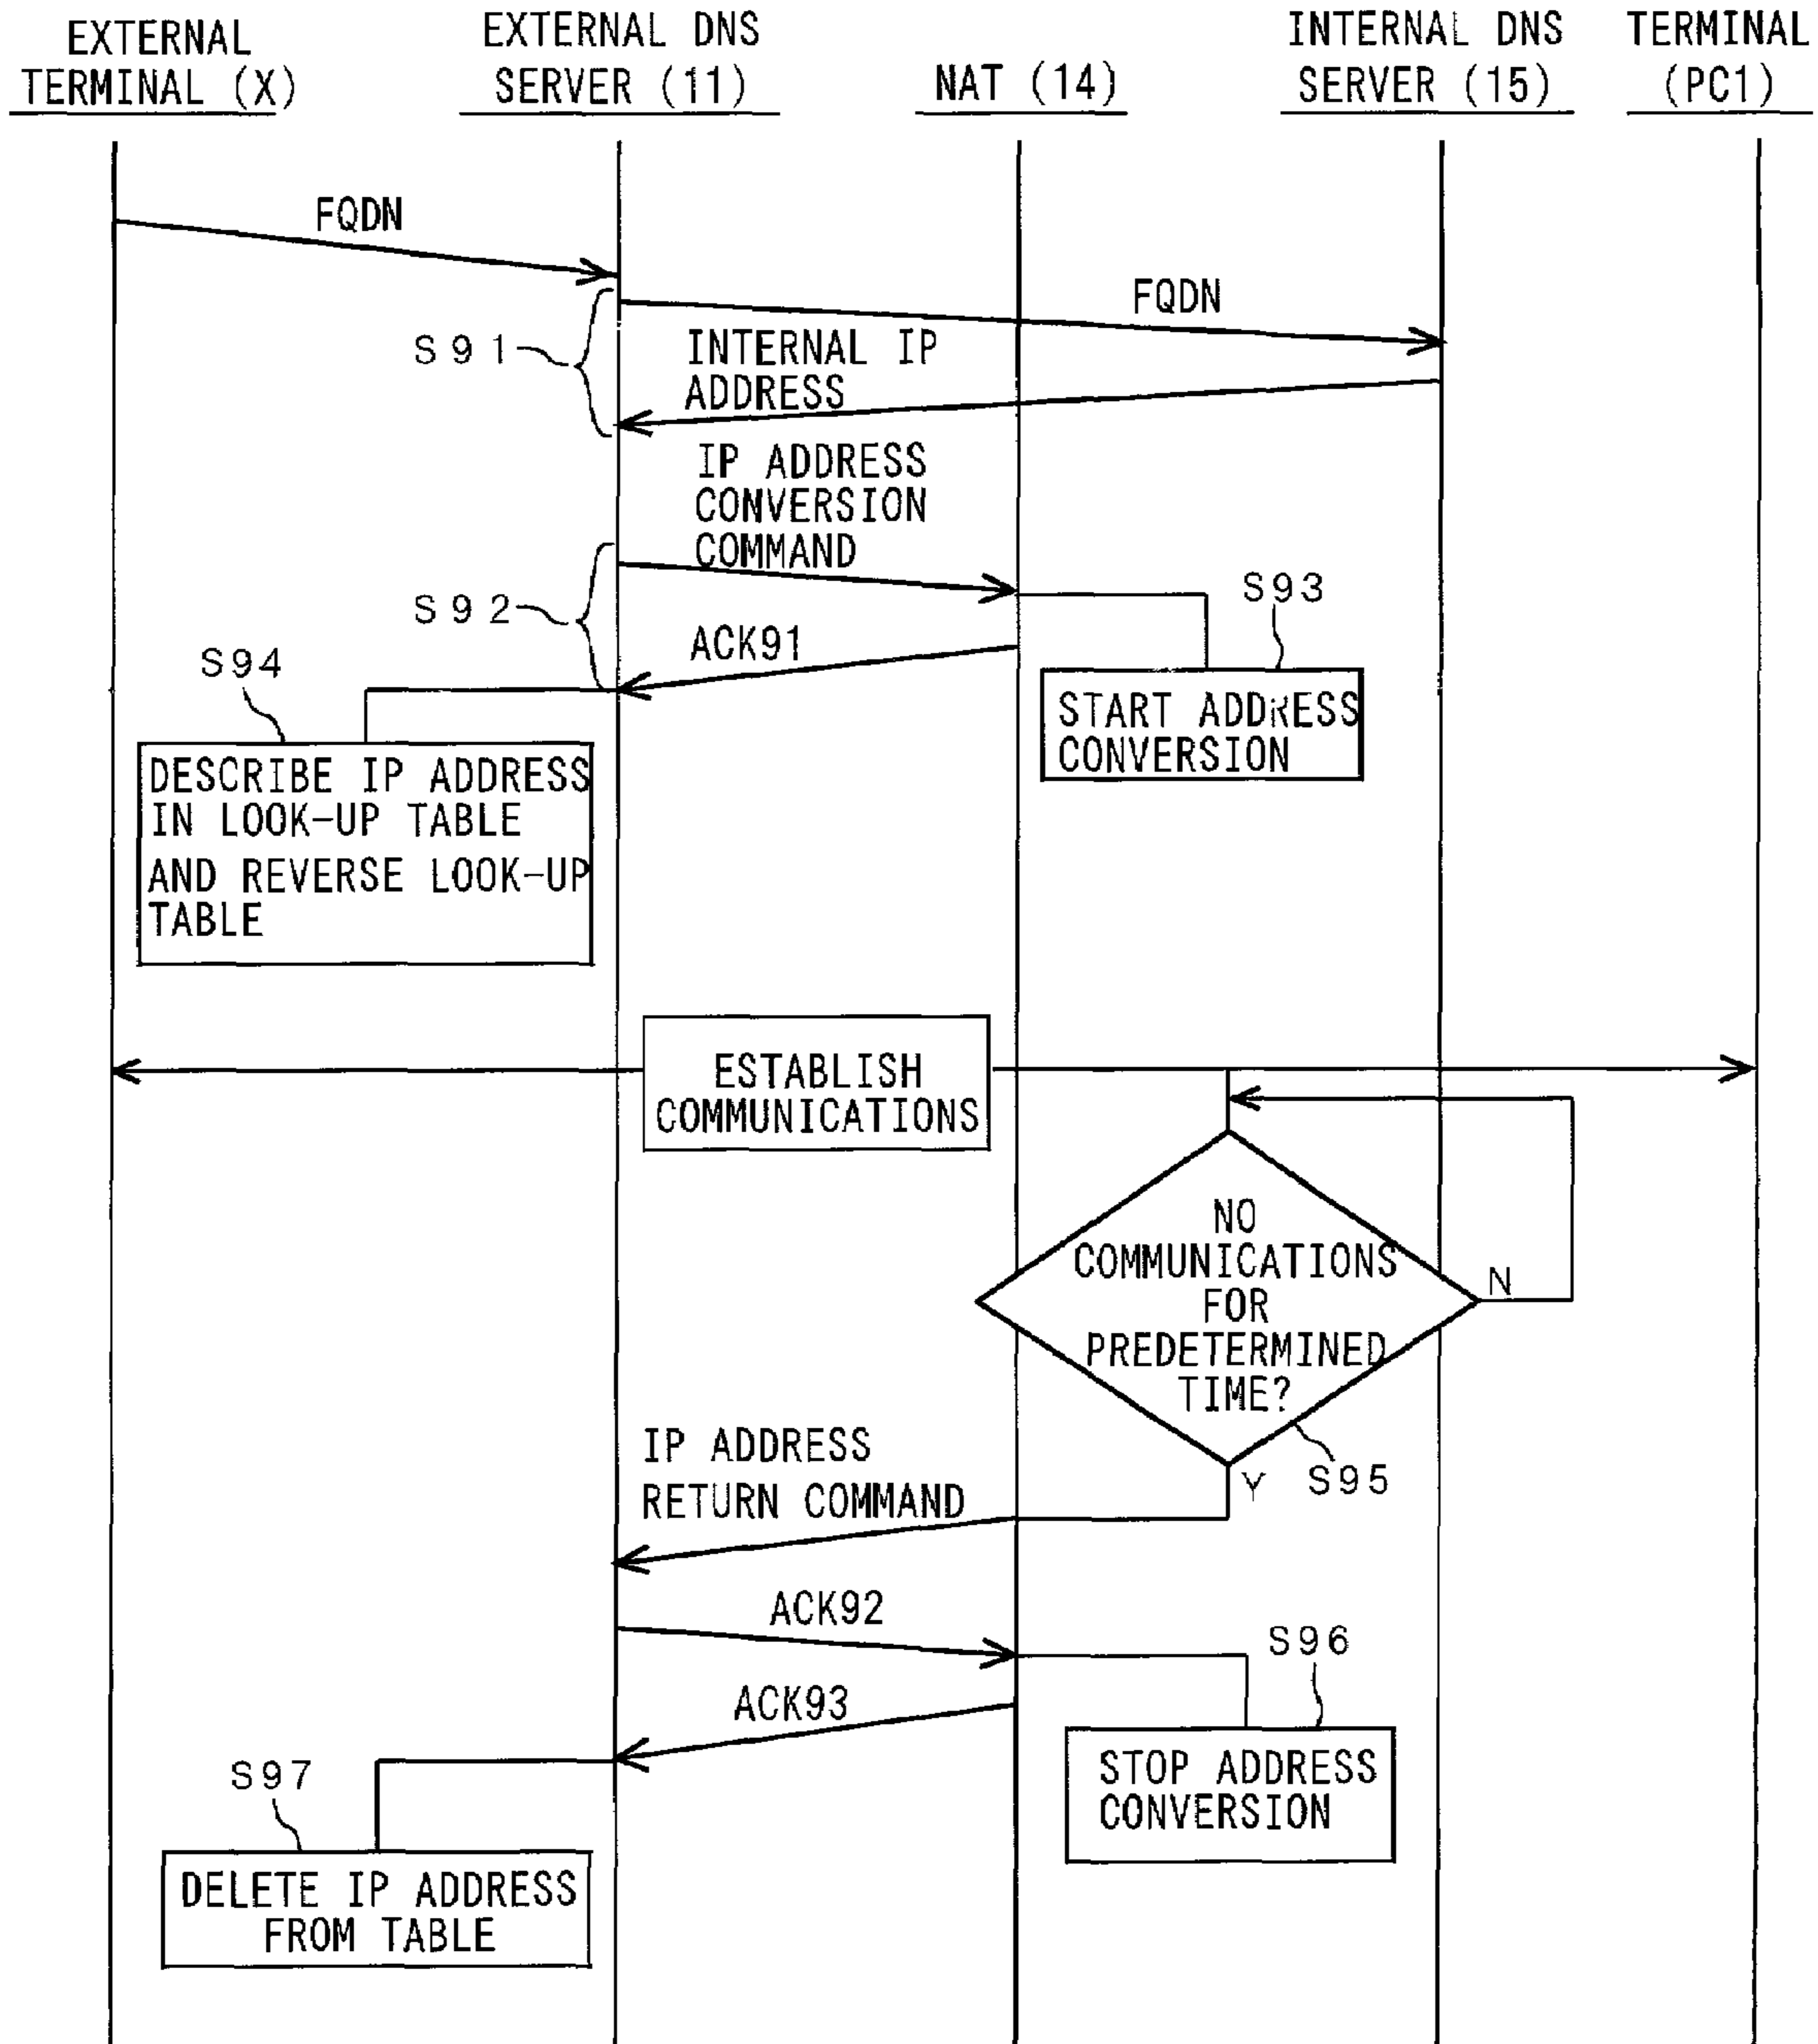 EXTERNAL
TERMINAL (X)
EXTERNAL DNS
SERVER (11)
NAT (14)
INTERNAL DNS
SERVER (15)
TERMINAL
(PC1)
FQDN
FQDN
S91
INTERNAL IP
ADDRESS
IP ADDRESS
CONVERSION
COMMAND
S92
S93
ACK91
S94
START ADDRESS
CONVERSION
DESCRIBE IP ADDRESS
IN LOOK-UP TABLE
AND REVERSE LOOK-UP
TABLE
ESTABLISH
COMMUNICATIONS
NO
COMMUNICATIONS
FOR
PREDETERMINED
TIME?
N
Y
S95
IP ADDRESS
RETURN COMMAND
ACK92
S96
ACK93
STOP ADDRESS
CONVERSION
S97
DELETE IP ADDRESS
FROM TABLE